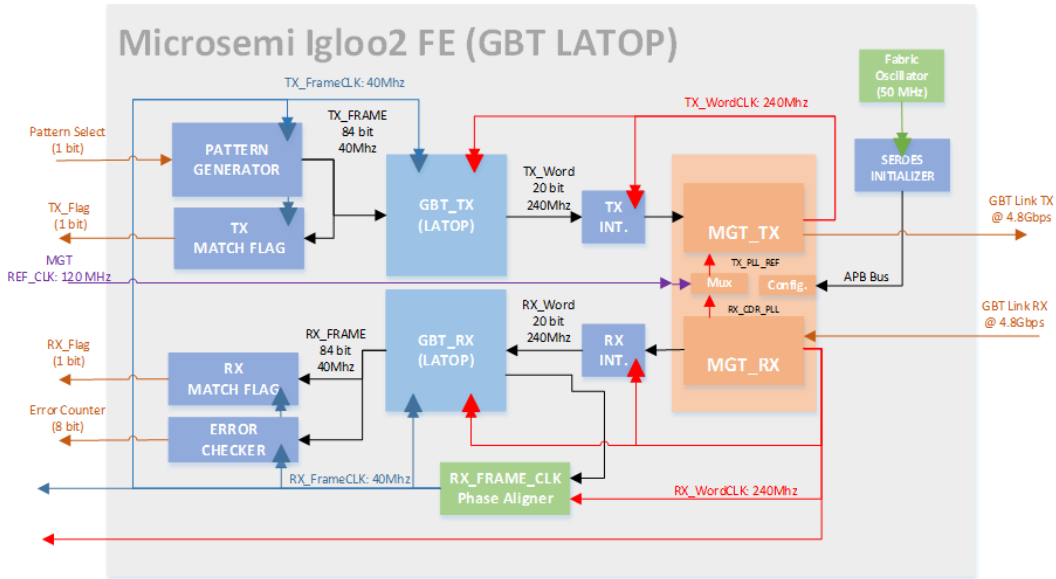 Microsemi Igloo2 FE (GBT LATOP)
TX_FrameCLK: 40Mhz
TX_WordCLK: 240Mhz
Fabric
Oscillator
(50 MHz)
Pattern Select
(1 bit)
PATTERN
GENERATOR
TX_FRAME
84 bit
40Mhz
GBT_TX
(LATOP)
TX_Word
20 bit
240Mhz
TX
INT.
MGT_TX
SERDES
INITIALIZER
GBT Link TX
@ 4.8Gbps
TX_Flag
(1 bit)
TX
MATCH FLAG
MGT
REF_CLK: 120 MHz
TX_PLL_REF
Mux
Config.
APB Bus
RX_CDR_PLL
GBT Link RX
@ 4.8Gbps
RX_Flag
(1 bit)
RX
MATCH FLAG
RX_FRAME
84 bit
40Mhz
GBT_RX
(LATOP)
RX_Word
20 bit
240Mhz
RX
INT.
MGT_RX
Error Counter
(8 bit)
ERROR
CHECKER
RX_FrameCLK: 40Mhz
RX_FRAME_CLK
Phase Aligner
RX_WordCLK: 240Mhz